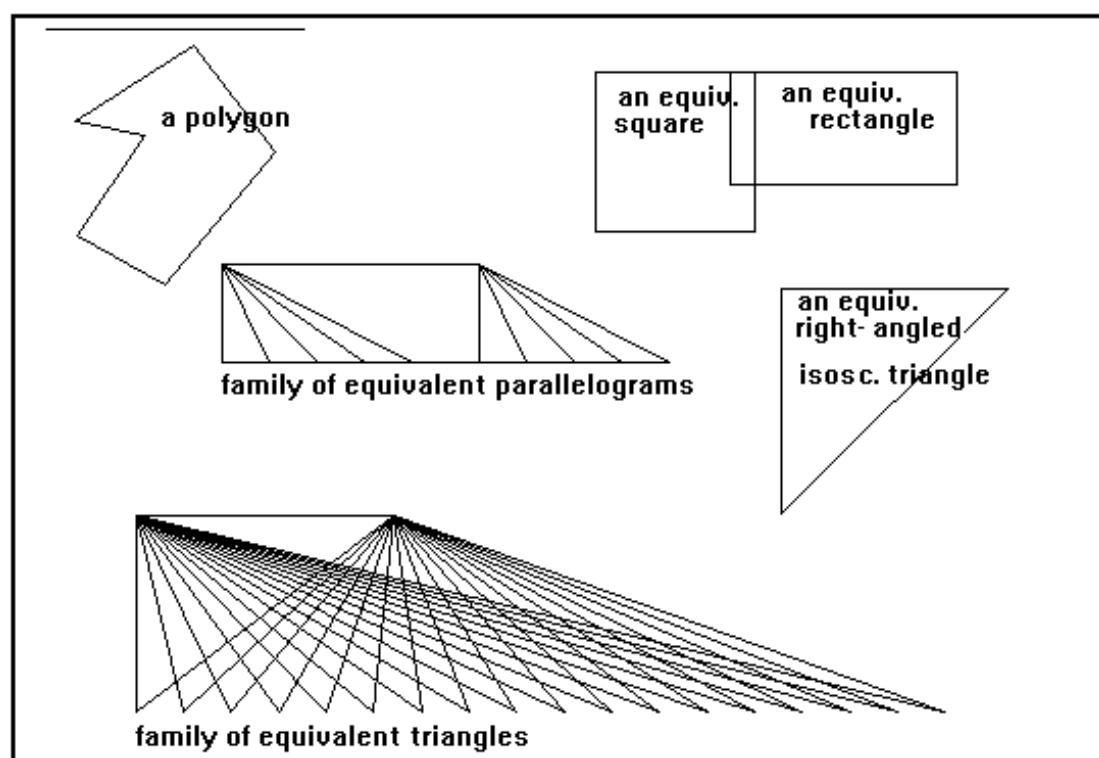 a polygon
an equiv.
square
an equiv.
rectangle
family of equivalent parallelograms
an equiv.
right- angled
isosc. triangle
family of equivalent triangles